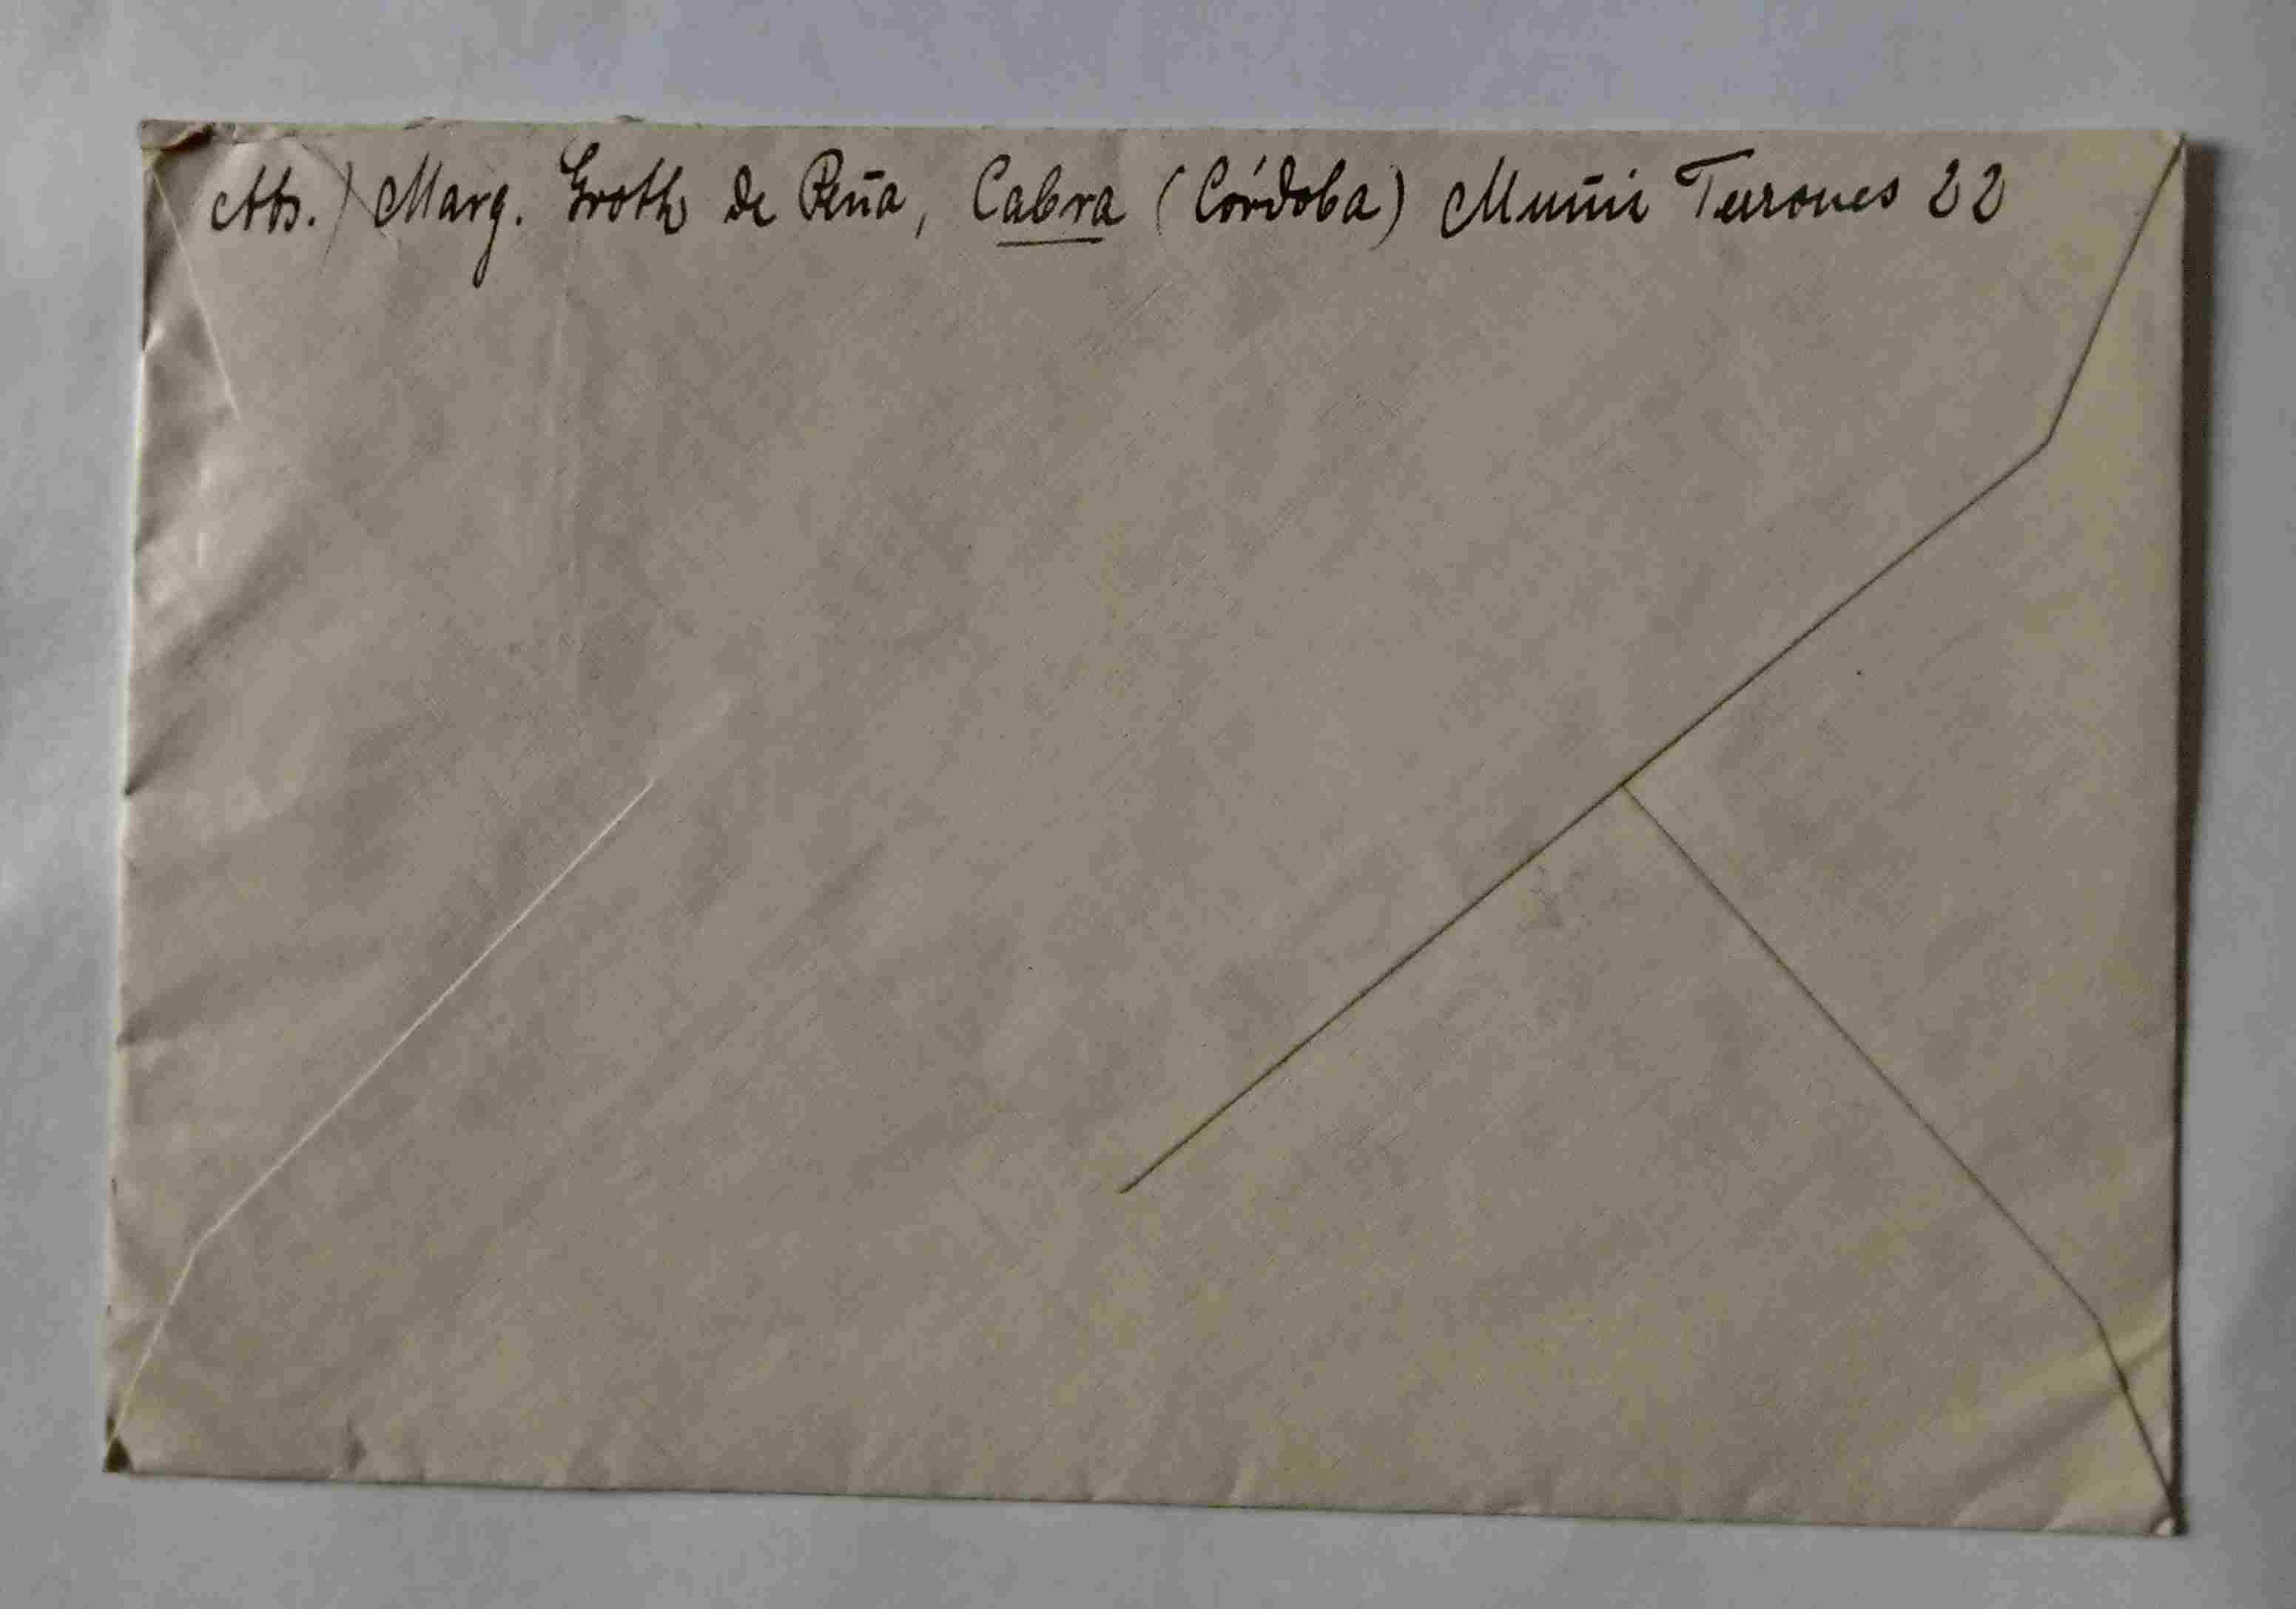 Abs.) Marg. Groth de Peña, Cabra (Córdoba) Muñiz Terrones 22